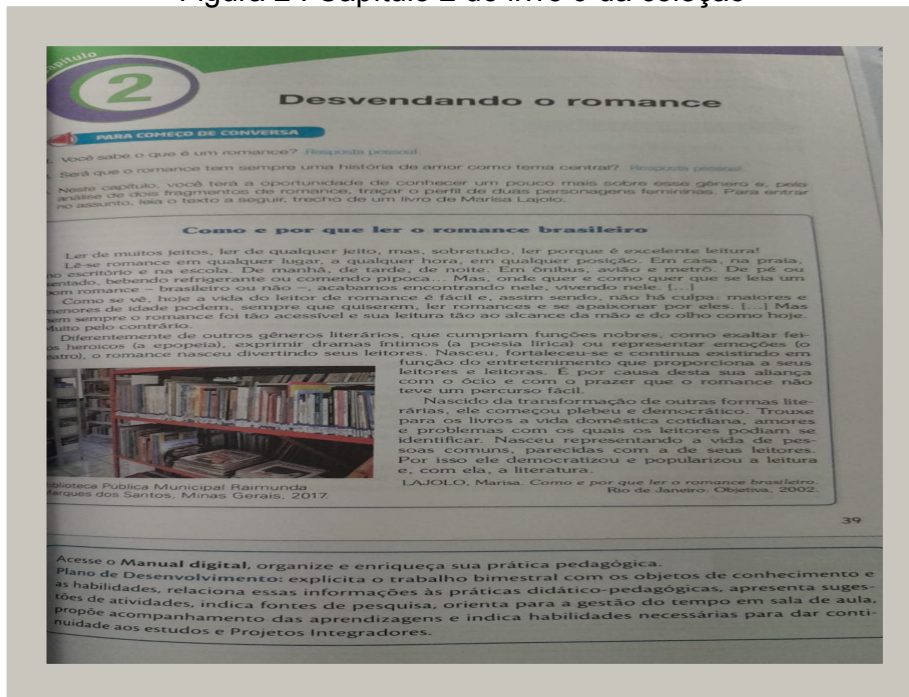 Capítulo
2
Desvendando o romance
PARA COMEÇO DE CONVERSA
Você sabe o que é um romance? Resposta pessoal.
Será que o romance tem sempre uma história de amor como tema central? Resposta pessoal.
Neste capítulo, você terá a oportunidade de conhecer um pouco mais sobre esse gênero e, pela
análise de dois fragmentos de romance, traçar o perfil de duas personagens femininas. Para entrar
no assunto, leia o texto a seguir, trecho de um livro de Marisa Lajolo.
Como e por que ler o romance brasileiro
Ler de muitos jeitos, ler de qualquer jeito, mas, sobretudo, ler porque é excelente leitura!
Lê-se romance em qualquer lugar, a qualquer hora, em qualquer posição. Em casa, na praia,
no escritório e na escola. De manhã, de tarde, de noite. Em ônibus, avião e metrô. De pé ou
sentado, bebendo refrigerante ou comendo pipoca... Mas, onde quer e como quer que se leia um
bom romance – brasileiro ou não –, acabamos encontrando nele, vivendo nele. [...]
Como se vê, hoje a vida do leitor de romance é fácil e, assim sendo, não há culpa: maiores e
menores de idade podem, sempre que quiserem, ler romances e se apaixonar por eles. [...] Mas
nem sempre o romance foi tão acessível e sua leitura tão ao alcance da mão e do olho como hoje.
Muito pelo contrário.
Diferentemente de outros gêneros literários, que cumpriam funções nobres, como exaltar fei-
os heroicos (a epopeia), exprimir dramas íntimos (a poesia lírica) ou representar emoções (o
teatro), o romance nasceu divertindo seus leitores. Nasceu, fortaleceu-se e continua existindo em
função do entretenimento que proporciona a seus
leitores e leitoras. É por causa desta sua aliança
com o ócio e com o prazer que o romance não
teve um percurso fácil.
Nascido da transformação de outras formas lite-
rárias, ele começou plebeu e democrático. Trouxe
para os livros a vida doméstica cotidiana, amores
e problemas com os quais os leitores podiam se
identificar. Nasceu representando a vida de pes-
soas comuns, parecidas com a de seus leitores.
Por isso ele democratizou e popularizou a leitura
e, com ela, a literatura.
LAJOLO, Marisa. Como e por que ler o romance brasileiro.
Rio de Janeiro: Objetiva, 2002.
Biblioteca Pública Municipal Raimunda
Marques dos Santos, Minas Gerais, 2017.
39
Acesse o Manual digital, organize e enriqueça sua prática pedagógica.
Plano de Desenvolvimento: explicita o trabalho bimestral com os objetos de conhecimento e
as habilidades, relaciona essas informações às práticas didático-pedagógicas, apresenta suges-
tões de atividades, indica fontes de pesquisa, orienta para a gestão do tempo em sala de aula,
propõe acompanhamento das aprendizagens e indica habilidades necessárias para dar conti-
nuidade aos estudos e Projetos Integradores.